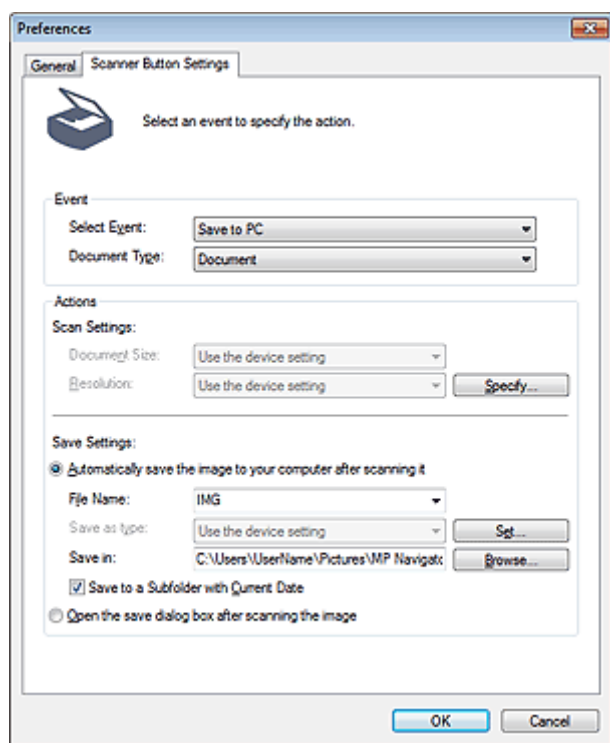 Preferences
General Scanner Button Settings
Select an event to specify the action.
Event
Select Event: Save to PC
Document Type: Document
Actions
Scan Settings:
Document Size: Use the device setting
Resolution: Use the device setting Specify...
Save Settings:
Automatically save the image to your computer after scanning it
File Name: IMG
Save as type: Use the device setting Set...
Save in: C:\Users\UserName\Pictures\MP Navigato Browse...
Save to a Subfolder with Current Date
Open the save dialog box after scanning the image
OK Cancel